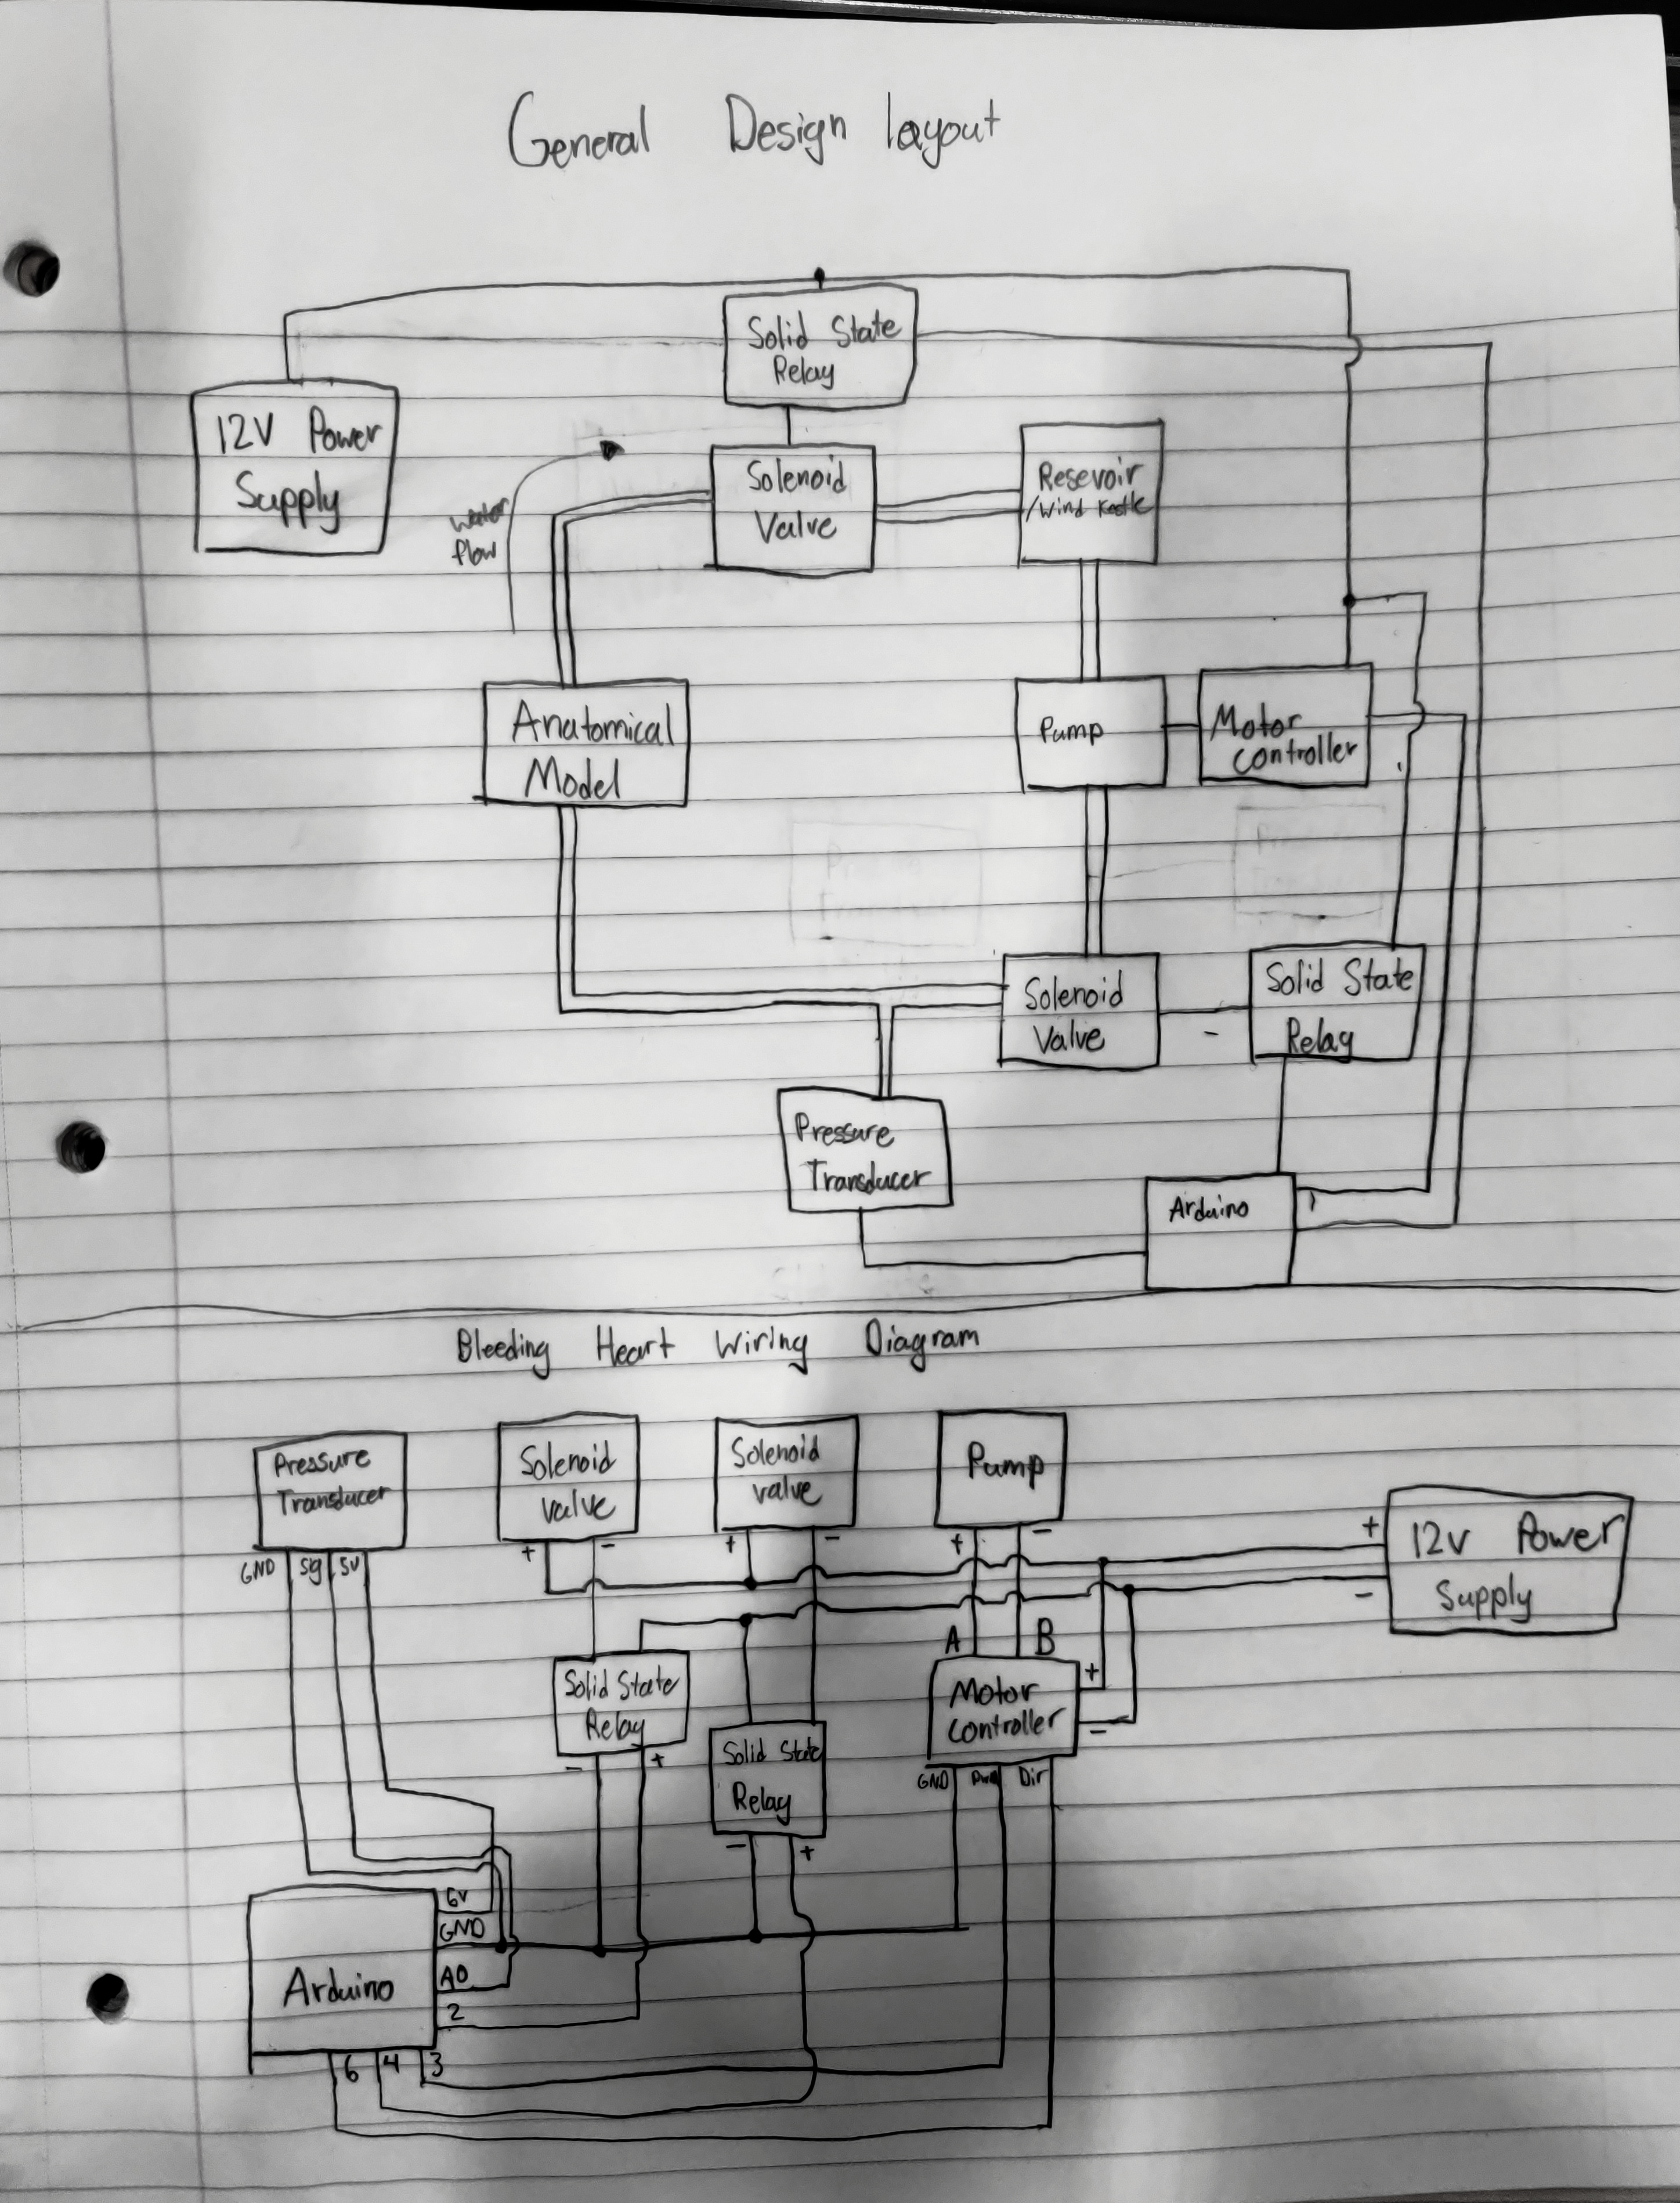 General Design layout
Solid State
Relay
12V Power
Supply
water
flow
Solenoid
Valve
Resevoir
/Wind Kestle
Anatomical
Model
Pump
Motor
controller
Solenoid
Valve
-
Solid State
Relay
Pressure
Transducer
Arduino
Bleeding Heart Wiring Diagram
Pressure
Transducer
GND Sig 5v
Solenoid
valve
+ -
Solenoid
valve
+ -
Pump
+ -
12v Power
Supply
+
-
A B
Solid State
Relay
- +
Solid State
Relay
- +
Motor
controller
+
-
GND Dir
Arduino
GND
A0
2
6 4 3